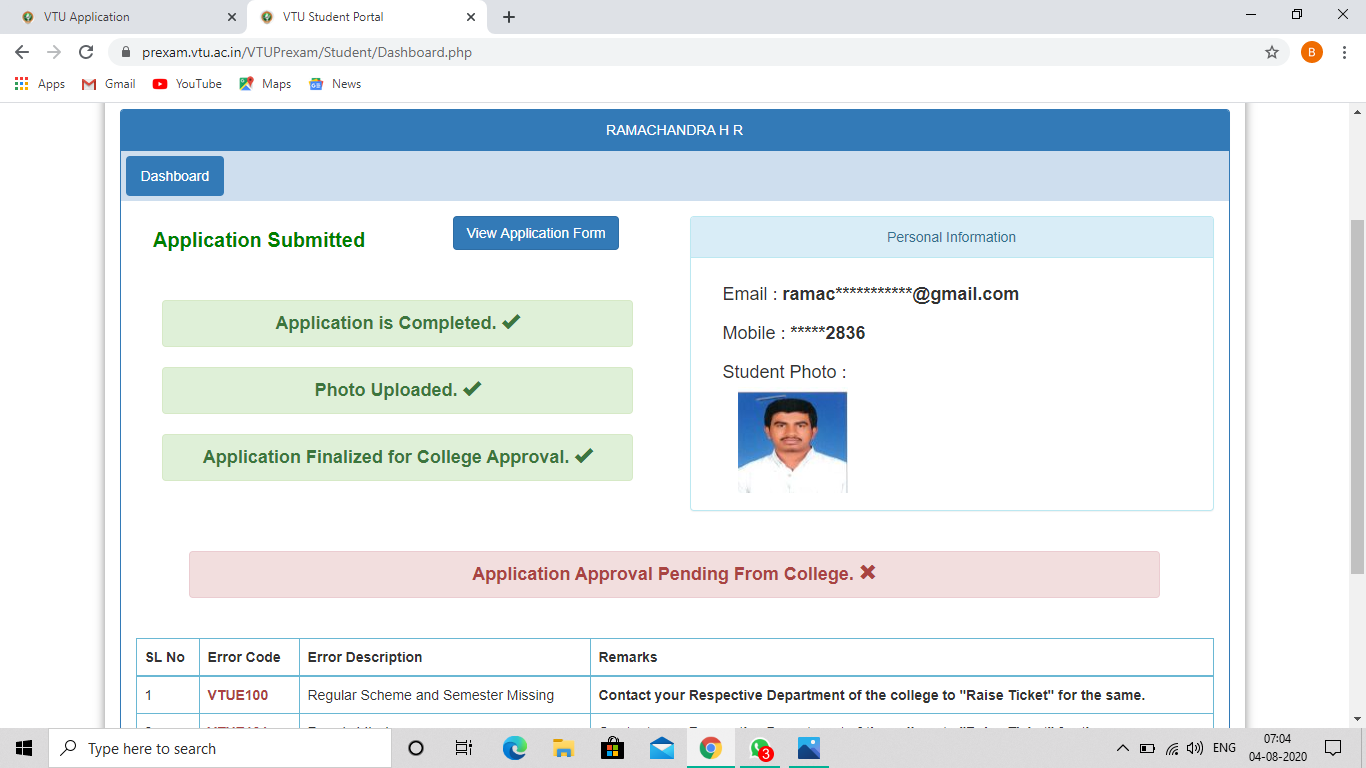 VTU Application
VTU Student Portal
prexam.vtu.ac.in/VTUPrexam/Student/Dashboard.php
B
Apps
Gmail
YouTube
Maps
News
RAMACHANDRA H R
Dashboard
Application Submitted
View Application Form
Personal Information
Email : ramac***********@gmail.com
Mobile : *****2836
Student Photo :
Application is Completed.
Photo Uploaded.
Application Finalized for College Approval.
Application Approval Pending From College.
SL No Error Code Error Description Remarks
1 VTUE100 Regular Scheme and Semester Missing Contact your Respective Department of the college to "Raise Ticket" for the same.
Type here to search
3
ENG
07:04
04-08-2020